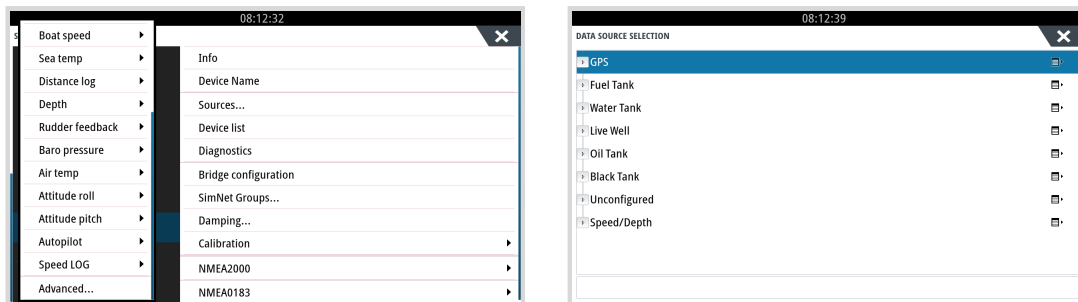 08:12:32
Boat speed
Sea temp
Distance log
Depth
Rudder feedback
Baro pressure
Air temp
Attitude roll
Attitude pitch
Autopilot
Speed LOG
Advanced...
Info
Device Name
Sources...
Device list
Diagnostics
Bridge configuration
SimNet Groups...
Damping...
Calibration
NMEA2000
NMEA0183
08:12:39
DATA SOURCE SELECTION
GPS
Fuel Tank
Water Tank
Live Well
Oil Tank
Black Tank
Unconfigured
Speed/Depth